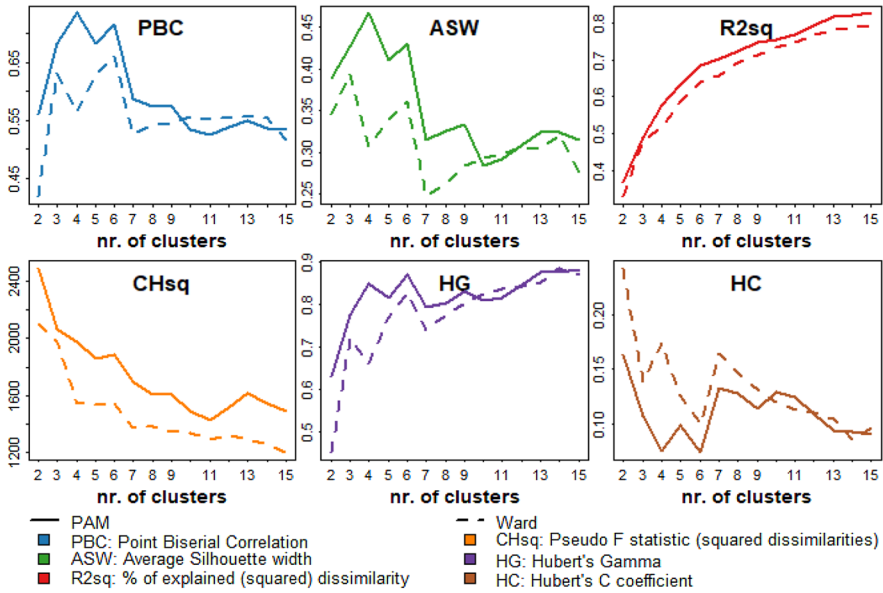 PBC
0.45 0.55 0.65
2 3 4 5 6 7 8 9 11 13 15
nr. of clusters
ASW
0.25 0.30 0.35 0.40 0.45
2 3 4 5 6 7 8 9 11 13 15
nr. of clusters
R2sq
0.4 0.5 0.6 0.7 0.8
2 3 4 5 6 7 9 11 13 15
nr. of clusters
CHsq
1200 1600 2000 2400
2 3 4 5 6 7 8 9 11 13 15
nr. of clusters
HG
0.5 0.6 0.7 0.8 0.9
2 3 4 5 6 7 8 9 11 13 15
nr. of clusters
HC
0.10 0.15 0.20
2 3 4 5 6 7 8 9 11 13 15
nr. of clusters
PAM
PBC: Point Biserial Correlation
ASW: Average Silhouette width
R2sq: % of explained (squared) dissimilarity
Ward
CHsq: Pseudo F statistic (squared dissimilarities)
HG: Hubert's Gamma
HC: Hubert's C coefficient